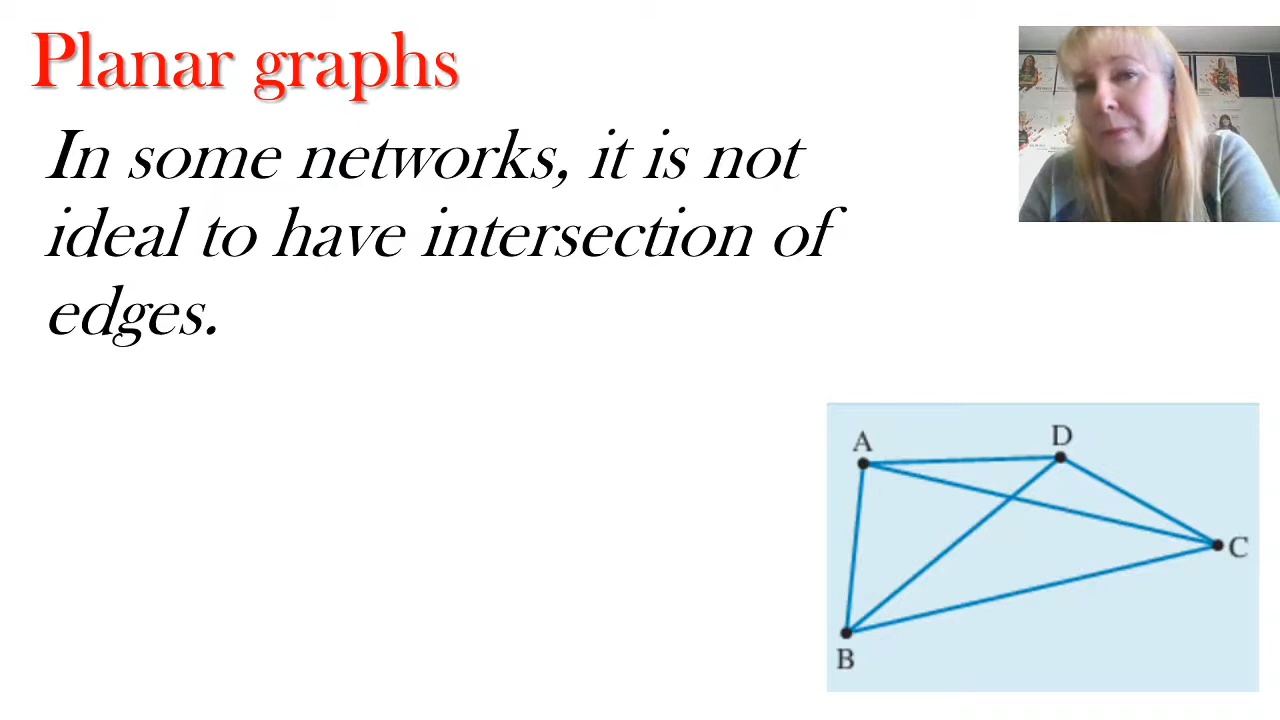 Planar graphs
In some networks, it is not
ideal to have intersection of
edges.
A
D
C
B